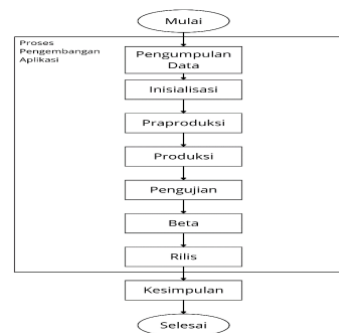 Mulai
Proses
Pengembangan
Aplikasi
Pengumpulan
Data
Inisialisasi
Praproduksi
Produksi
Pengujian
Beta
Rilis
Kesimpulan
Selesai